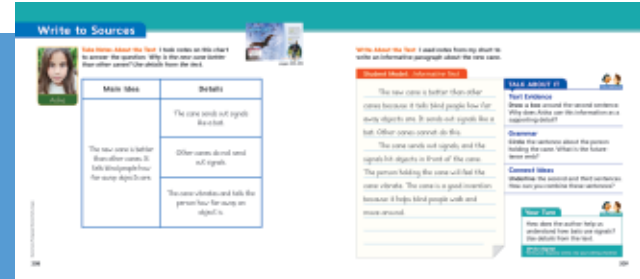 Write to Sources
Take Notes About the Text I took notes on this chart
to answer the question: Why is the new cane better
than other canes? Use details from the text.
Main Idea
Details
The new cane is better
than other canes. It
tells blind people how
far away objects are.
The cane sends out signals
like a bat.
Other canes do not send
out signals.
The cane vibrates and tells the
person how far away an
object is.
Write About the Text I used notes from my chart to
write an informative paragraph about the new cane.
Student Model: Informative Text
The new cane is better than other
canes because it tells blind people how far
away objects are. It sends out signals like a
bat. Other canes cannot do this.
The cane sends out signals, and the
signals hit objects in front of the cane.
The person holding the cane will feel the
cane vibrate. The cane is a good invention
because it helps blind people walk and
move around.
TALK ABOUT IT
Text Evidence
Draw a box around the second sentence.
Why does use this information as a
supporting detail?
Grammar
Circle the sentence about the person
holding the cane. What is the future-
tense verb?
Connect Ideas
Underline the second and third sentences.
How can you combine these sentences?
Your Turn
How does the author help us
understand how bats use signals?
Use details from the text.